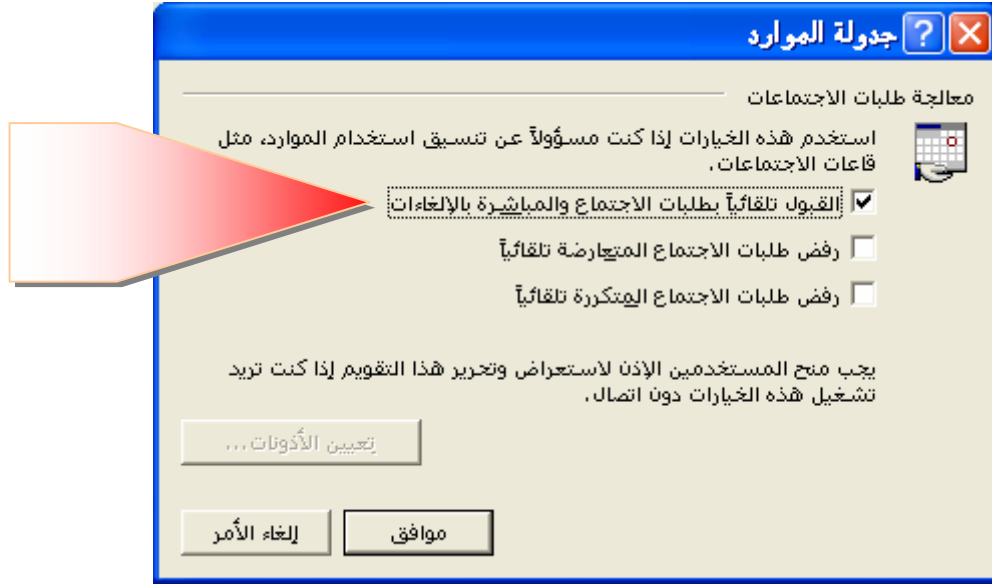 جدولة الموارد
معالجة طلبات الاجتماعات
استخدم هذه الخيارات إذا كنت مسؤولاً عن تنسيق استخدام الموارد، مثل
قاعات الاجتماعات.
القبول تلقائياً بطلبات الاجتماع والمباشرة بالإلغاءات
رفض طلبات الاجتماع المتعارضة تلقائياً
رفض طلبات الاجتماع المتكررة تلقائياً
يجب منح المستخدمين الإذن لاستعراض وتحرير هذا التقويم إذا كنت تريد
تشغيل هذه الخيارات دون اتصال.
تعيين الأذونات...
موافق
إلغاء الأمر